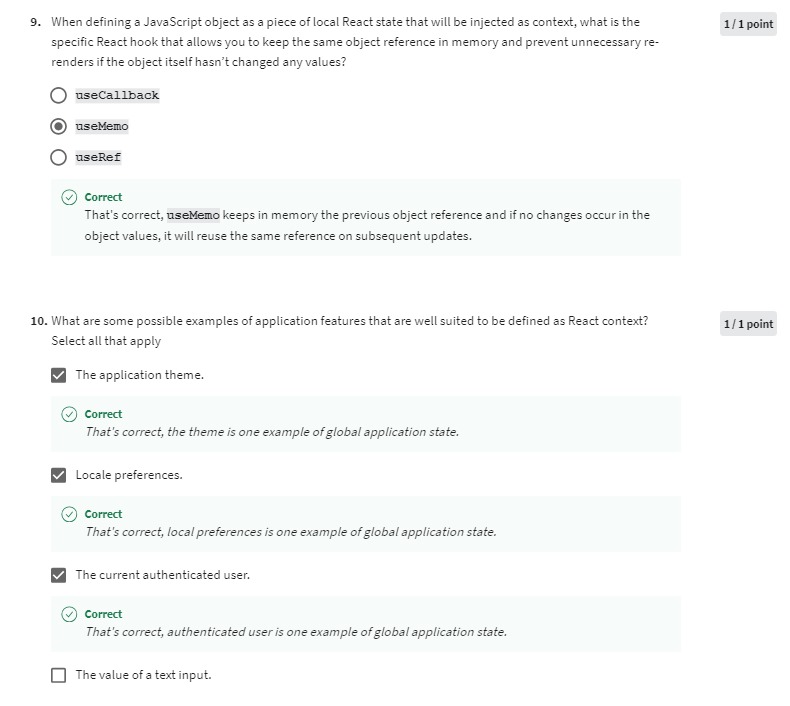 9. When defining a JavaScript object as a piece of local React state that will be injected as context, what is the
1 / 1 point
specific React hook that allows you to keep the same object reference in memory and prevent unnecessary re-
renders if the object itself hasn't changed any values?
useCallback
useMemo
useRef
Correct
That's correct, useMemo keeps in memory the previous object reference and if no changes occur in the
object values, it will reuse the same reference on subsequent updates.
10. What are some possible examples of application features that are well suited to be defined as React context?
1 / 1 point
Select all that apply
The application theme.
Correct
That's correct, the theme is one example of global application state.
Locale preferences.
Correct
That's correct, local preferences is one example of global application state.
The current authenticated user.
Correct
That's correct, authenticated user is one example of global application state.
The value of a text input.